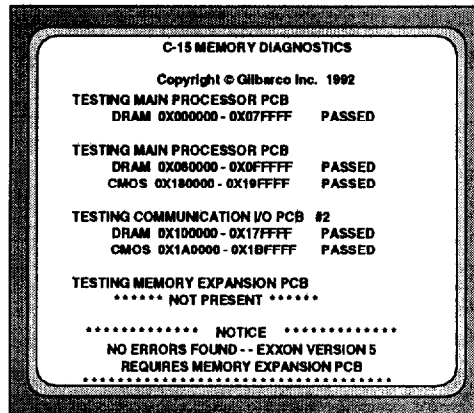 C-15 MEMORY DIAGNOSTICS
Copyright © Gilbarco Inc. 1992
TESTING MAIN PROCESSOR PCB
DRAM 0X000000 - 0X07FFFF PASSED
TESTING MAIN PROCESSOR PCB
DRAM 0X080000 - 0X0FFFFF PASSED
CMOS 0X180000 - 0X19FFFF PASSED
TESTING COMMUNICATION I/O PCB #2
DRAM 0X100000 - 0X17FFFF PASSED
CMOS 0X1A0000 - 0X1BFFFF PASSED
TESTING MEMORY EXPANSION PCB
****** NOT PRESENT ******
************* NOTICE *************
NO ERRORS FOUND - - EXXON VERSION 5
REQUIRES MEMORY EXPANSION PCB
************************************